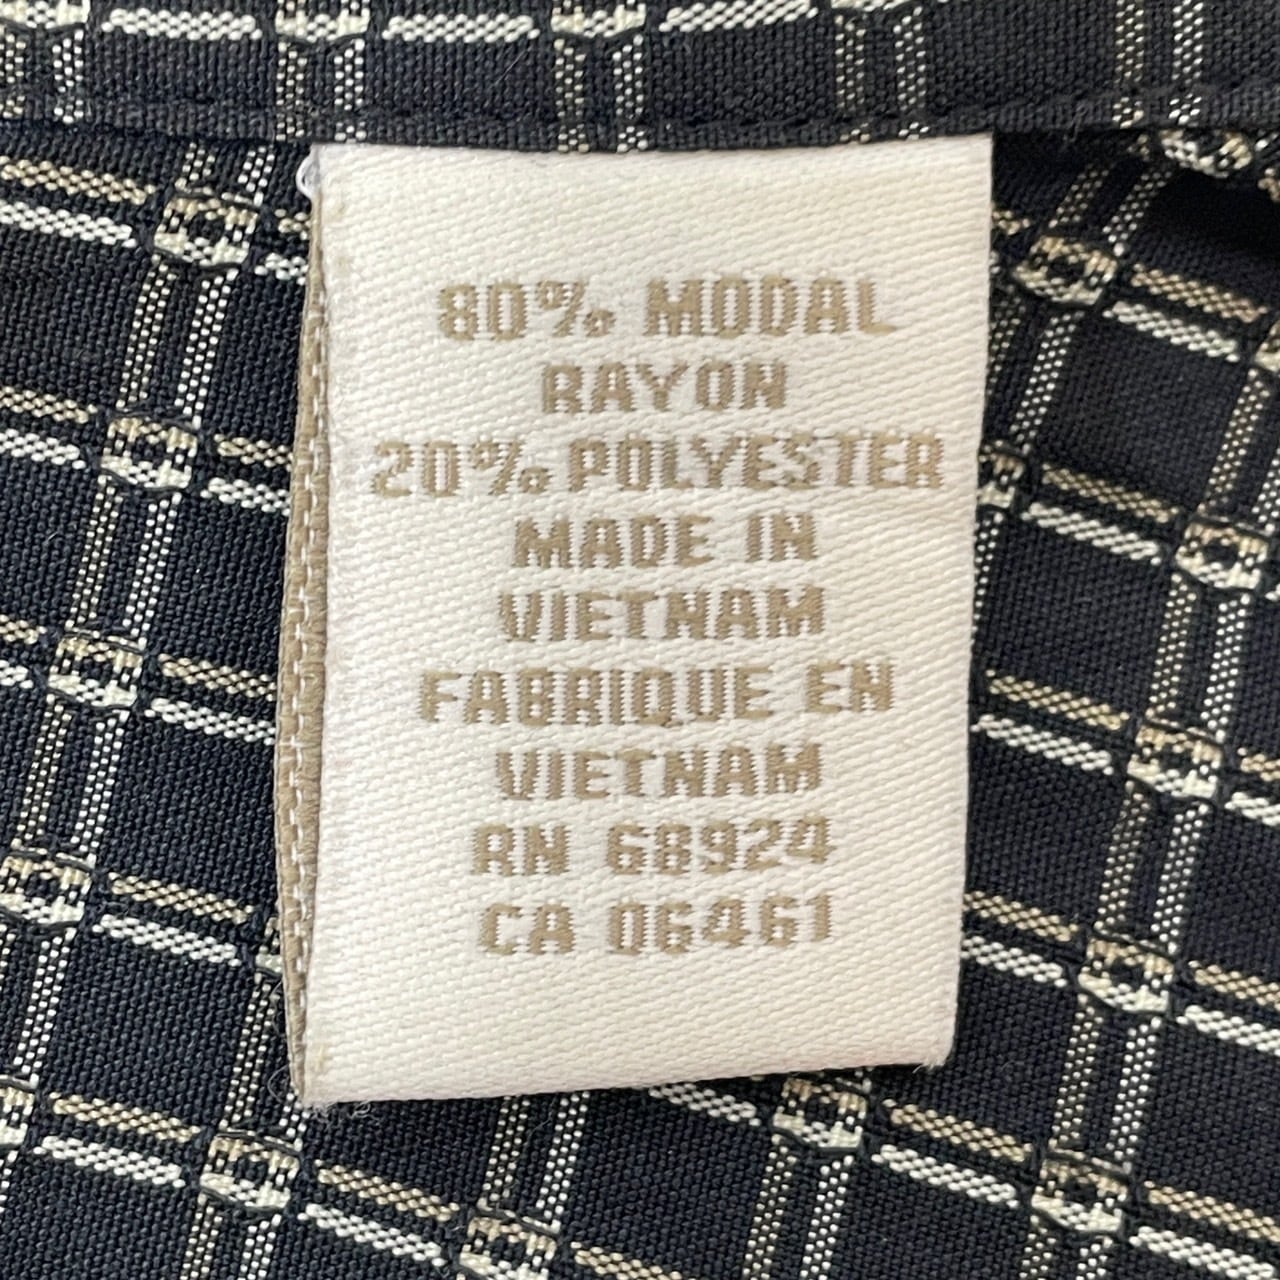 80% MODAL
RAYON
20% POLYESTER
MADE IN
VIETNAM
FABRIQUE EN
VIETNAM
RN 68924
CA 06461